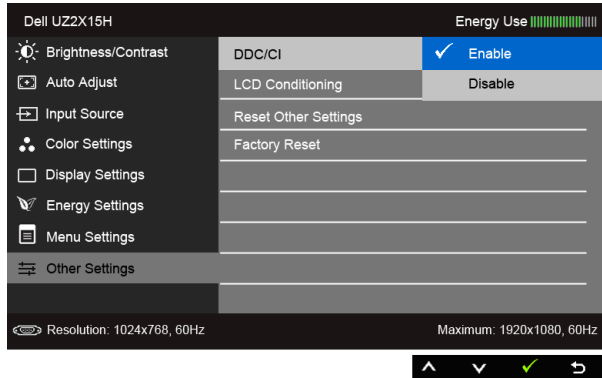 Dell UZ2X15H
Energy Use
Brightness/Contrast
DDC/CI
Enable
Auto Adjust
LCD Conditioning
Disable
Input Source
Reset Other Settings
Color Settings
Factory Reset
Display Settings
Energy Settings
Menu Settings
Other Settings
Resolution: 1024x768, 60Hz
Maximum: 1920x1080, 60Hz